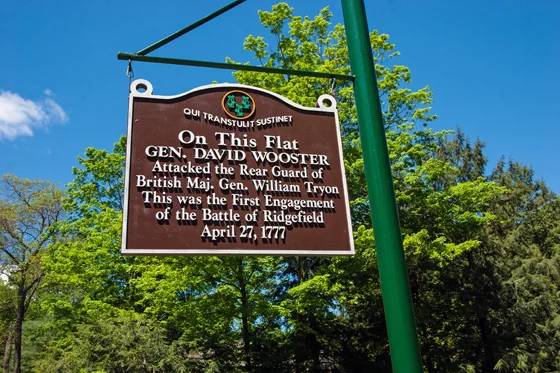 QUI TRANSTULIT SUSTINET
On This Flat
GEN. DAVID WOOSTER
Attacked the Rear Guard of
British Maj. Gen. William Tryon
This was the First Engagement
of the Battle of Ridgefield
April 27, 1777